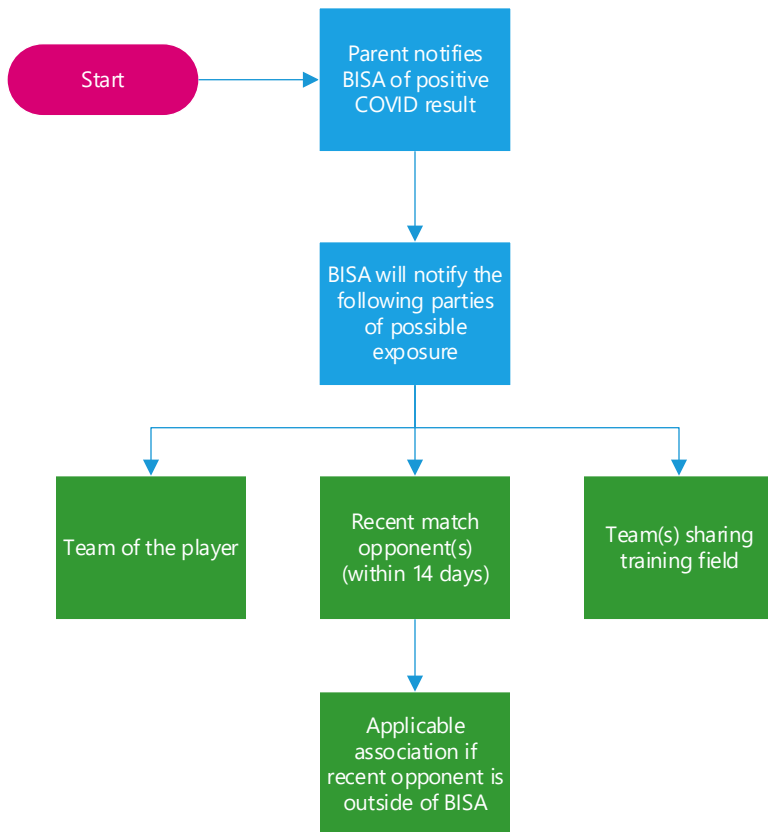 Start
Parent notifies
BISA of positive
COVID result
BISA will notify the
following parties
of possible
exposure
Team of the player
Recent match
opponent(s)
(within 14 days)
Team(s) sharing
training field
Applicable
association if
recent opponent is
outside of BISA